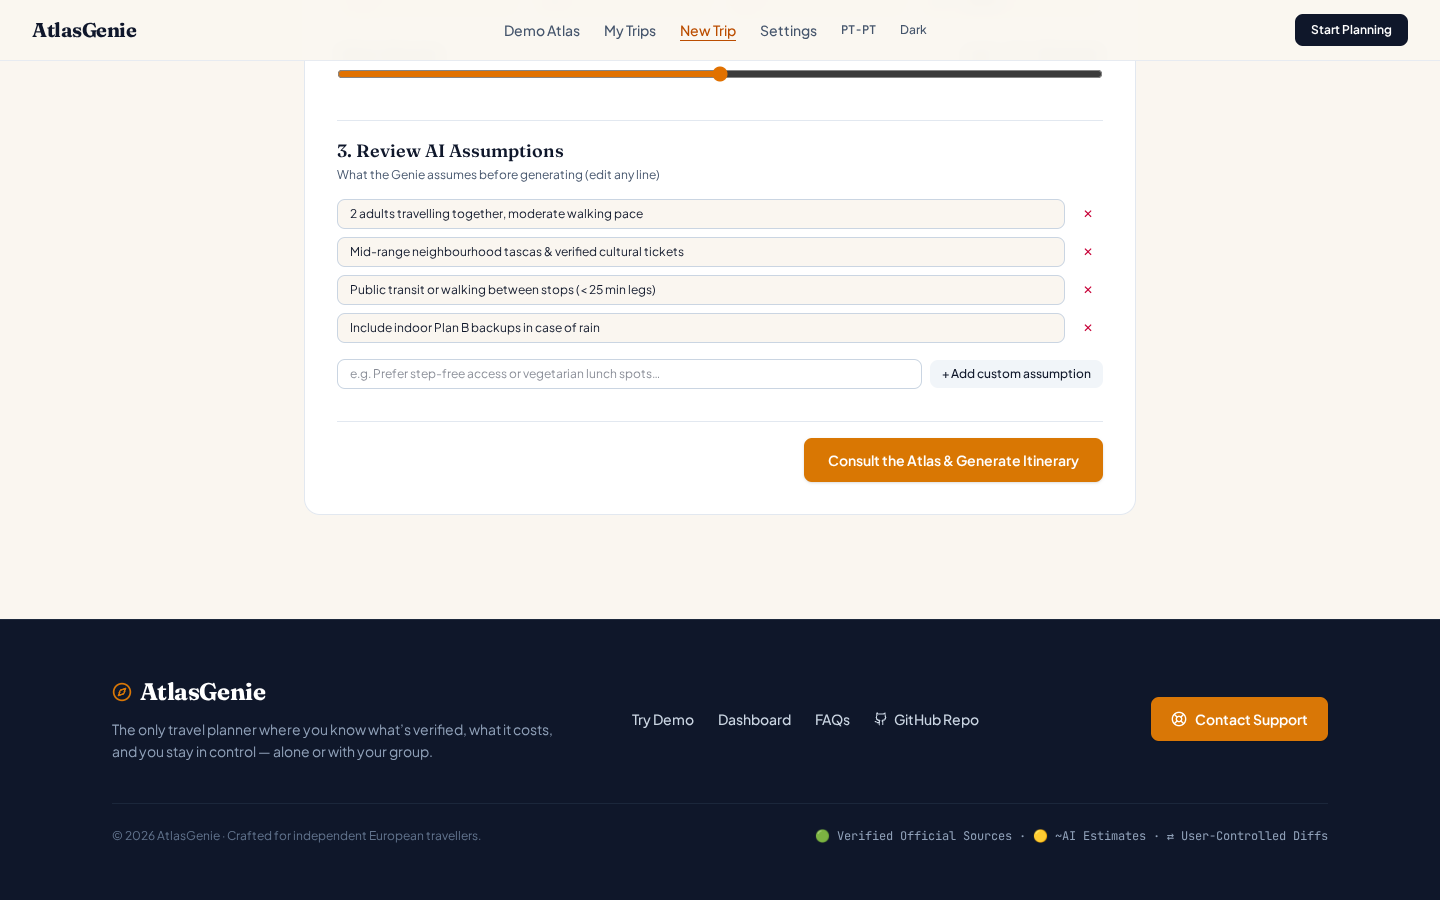 AtlasGenie
Demo Atlas
My Trips
New Trip
Settings
PT-PT
Dark
Start Planning
3. Review AI Assumptions
What the Genie assumes before generating (edit any line)
2 adults travelling together, moderate walking pace
✕
Mid-range neighbourhood tascas & verified cultural tickets
✕
Public transit or walking between stops (< 25 min legs)
✕
Include indoor Plan B backups in case of rain
✕
e.g. Prefer step-free access or vegetarian lunch spots…
+ Add custom assumption
Consult the Atlas & Generate Itinerary
AtlasGenie
The only travel planner where you know what's verified, what it costs,
and you stay in control — alone or with your group.
Try Demo
Dashboard
FAQs
GitHub Repo
Contact Support
© 2026 AtlasGenie · Crafted for independent European travellers.
🟢 Verified Official Sources · 🟡 ~AI Estimates · ⇄ User-Controlled Diffs